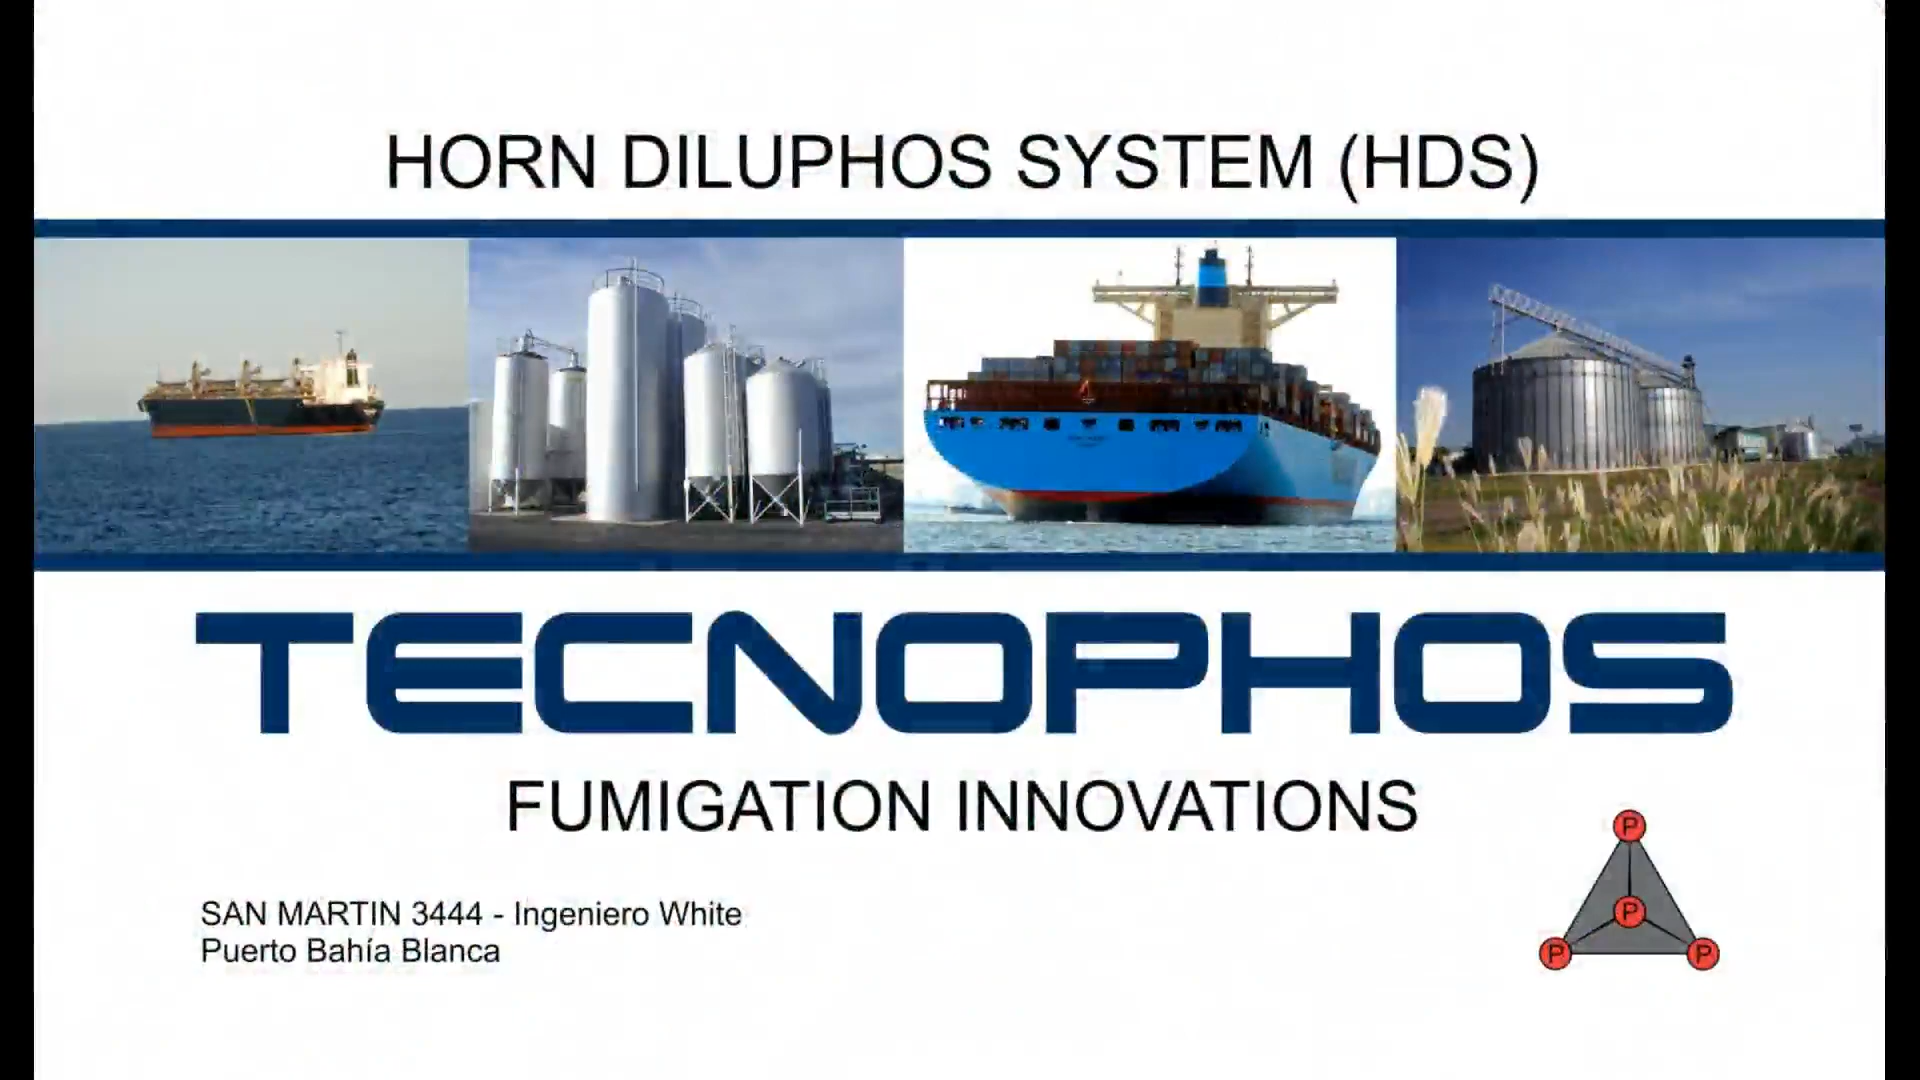 HORN DILUPHOS SYSTEM (HDS)
TECNOPHOS
FUMIGATION INNOVATIONS
SAN MARTIN 3444 - Ingeniero White
Puerto Bahía Blanca
P
P
P
P